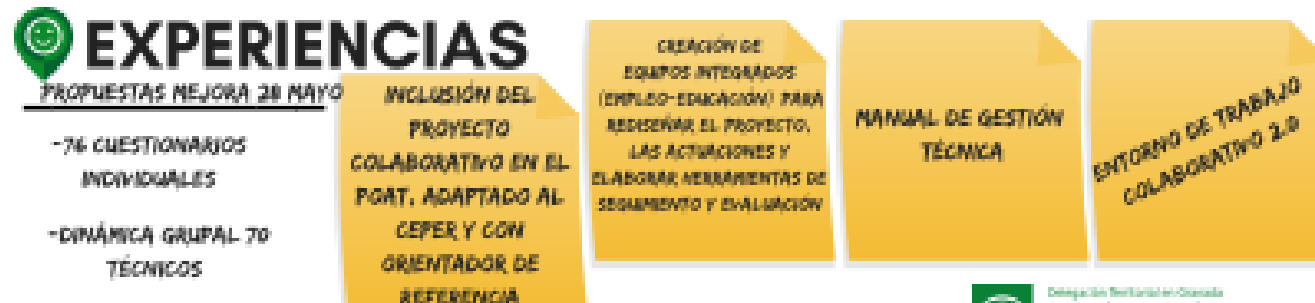 EXPERIENCIAS
PROPUESTAS MEJORA 28 MAYO
-76 CUESTIONARIOS
INDIVIDUALES
-DINÁMICA GRUPAL 70
TÉCNICOS
INCLUSIÓN DEL
PROYECTO
COLABORATIVO EN EL
POAT, ADAPTADO AL
CEPER Y CON
ORIENTADOR DE
REFERENCIA
CREACIÓN DE
EQUIPOS INTEGRADOS
(EMPLEO-EDUCACIÓN) PARA
REDISEÑAR EL PROYECTO,
LAS ACTUACIONES Y
ELABORAR HERRAMIENTAS DE
SEGUIMIENTO Y EVALUACIÓN
MANUAL DE GESTIÓN
TÉCNICA
ENTORNO DE TRABAJO
COLABORATIVO 2.0
Delegación Territorial en Granada